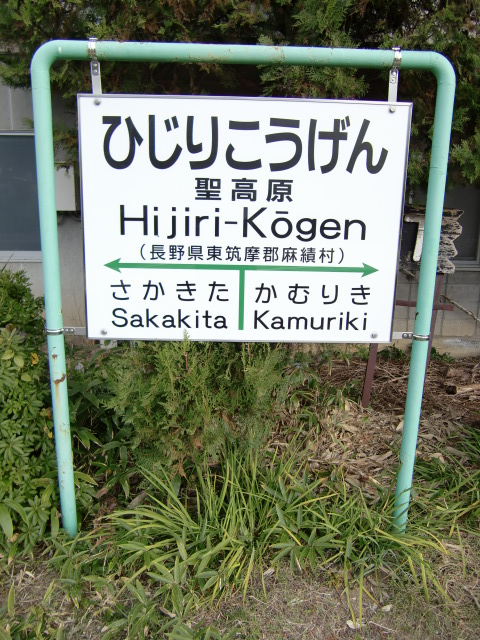 ひじりこうげん
聖高原
Hijiri-Kōgen
(長野県東筑摩郡麻績村)
さかきた かむりき
Sakakita Kamuriki